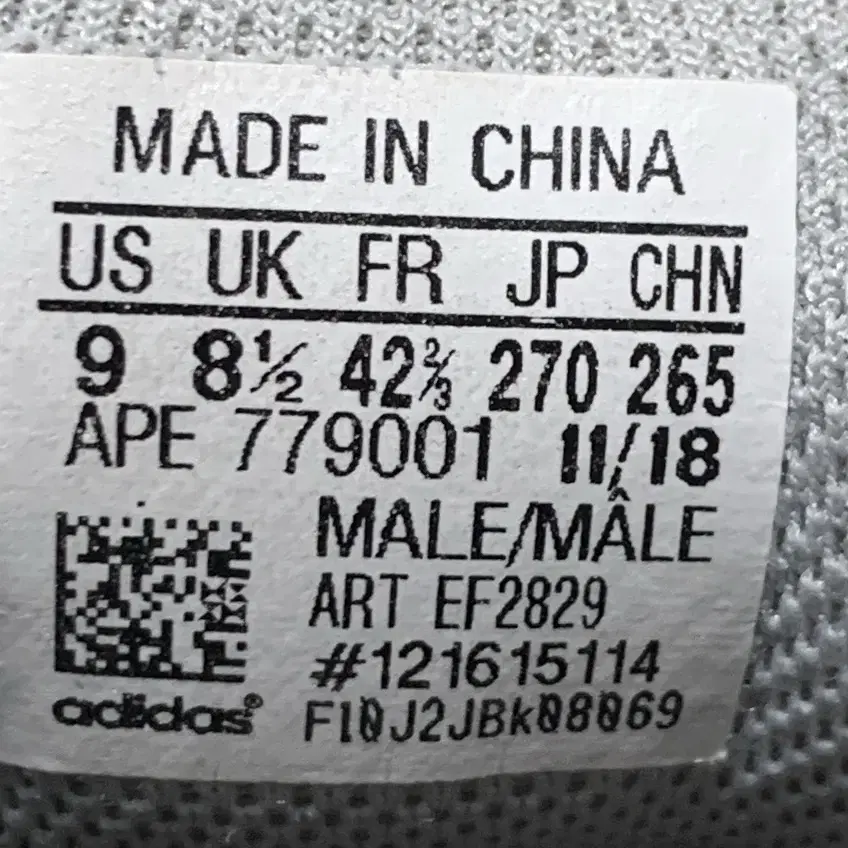 MADE IN CHINA
US UK FR JP CHN
9 8½ 42⅔ 270 265
APE 779001 11/18
MALE/MÂLE
ART EF2829
#121615114
adidas®
F10J2JBk08069